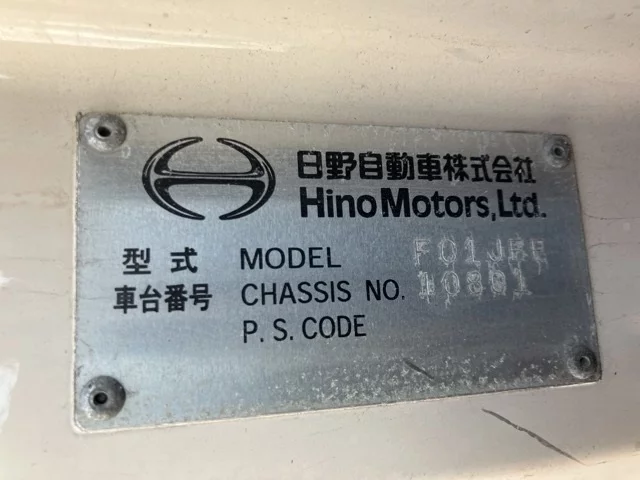 日野自動車株式会社
Hino Motors, Ltd.
型式 MODEL
車台番号 CHASSIS NO.
P. S. CODE